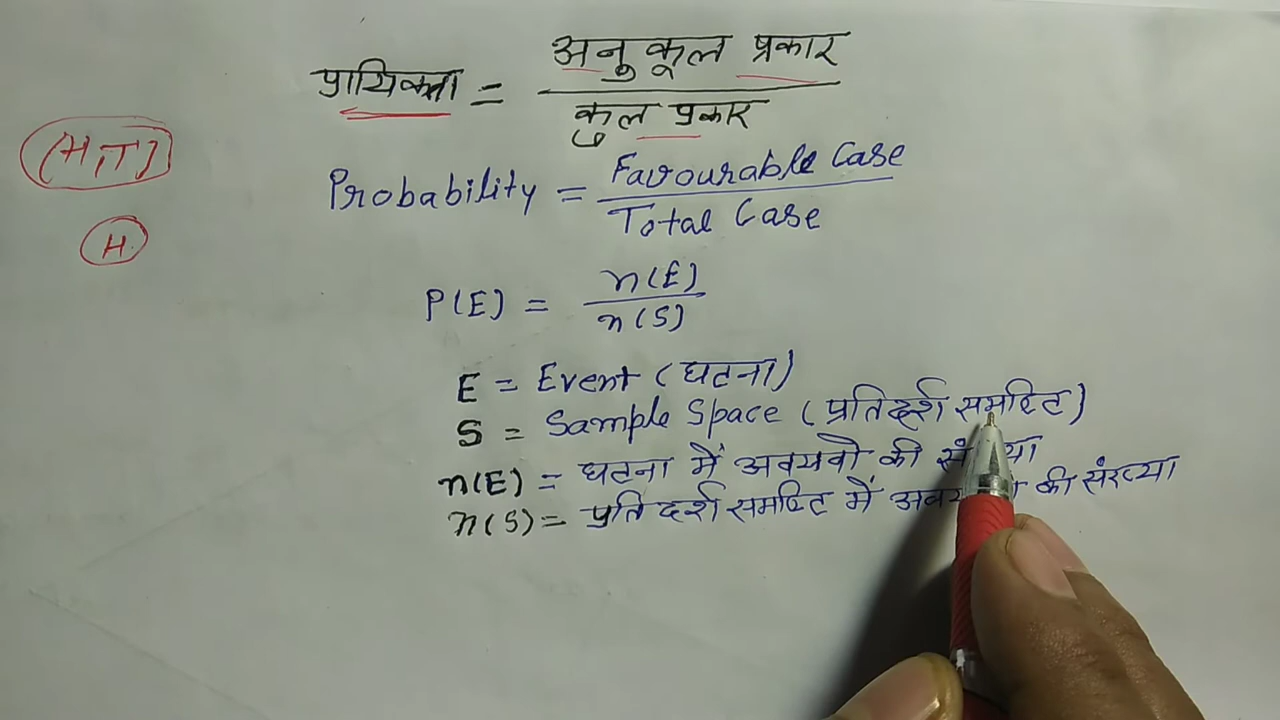 प्रायिकता = अनुकूल प्रकार
कुल प्रकार
(H,T)
Probability = Favourable Case
Total Case
H
P(E) = n(E)
n(S)
E = Event (घटना)
S = Sample Space (प्रतिदर्श समष्टि)
n(E) = घटना में अवयवो की
n(S) = प्रतिदर्श समष्टि में की संख्या